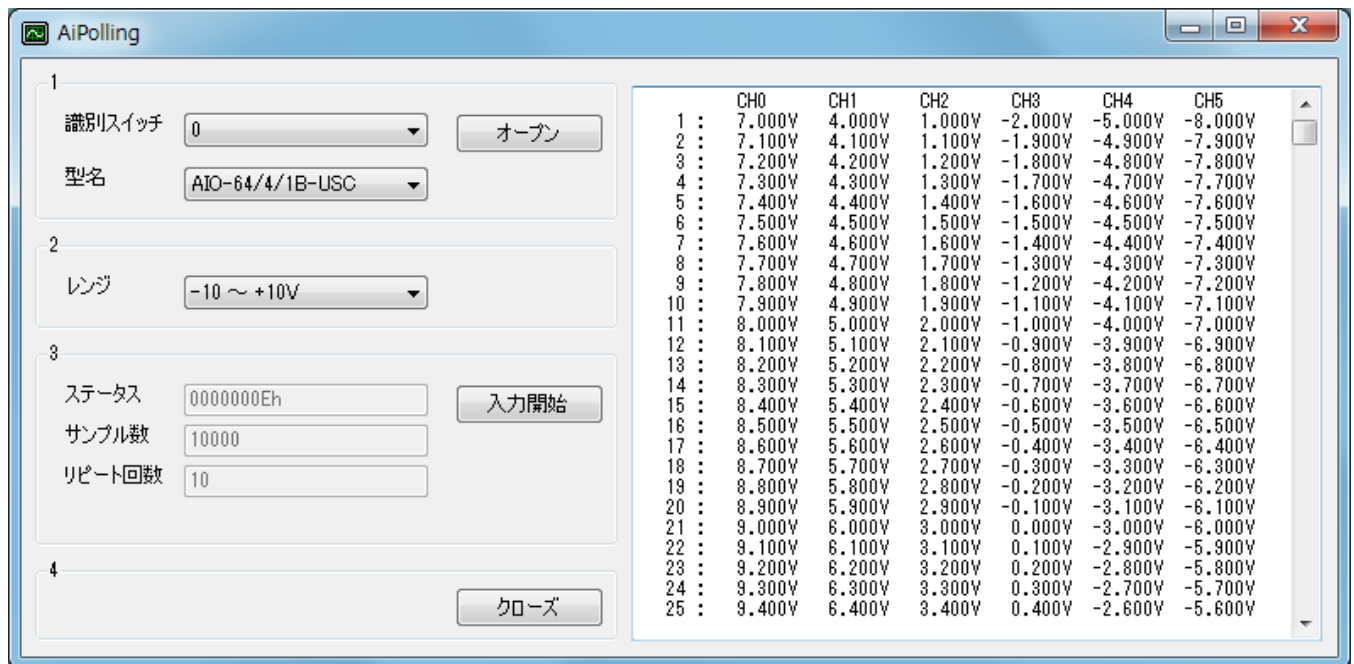 AiPolling
1
識別スイッチ 0 オープン
型名 AIO-64/4/1B-USC
2
レンジ -10 ～ +10V
3
ステータス 0000000Eh 入力開始
サンプル数 10000
リピート回数 10
4
クローズ
CH0 CH1 CH2 CH3 CH4 CH5
1 : 7.000V 4.000V 1.000V -2.000V -5.000V -8.000V
2 : 7.100V 4.100V 1.100V -1.900V -4.900V -7.900V
3 : 7.200V 4.200V 1.200V -1.800V -4.800V -7.800V
4 : 7.300V 4.300V 1.300V -1.700V -4.700V -7.700V
5 : 7.400V 4.400V 1.400V -1.600V -4.600V -7.600V
6 : 7.500V 4.500V 1.500V -1.500V -4.500V -7.500V
7 : 7.600V 4.600V 1.600V -1.400V -4.400V -7.400V
8 : 7.700V 4.700V 1.700V -1.300V -4.300V -7.300V
9 : 7.800V 4.800V 1.800V -1.200V -4.200V -7.200V
10 : 7.900V 4.900V 1.900V -1.100V -4.100V -7.100V
11 : 8.000V 5.000V 2.000V -1.000V -4.000V -7.000V
12 : 8.100V 5.100V 2.100V -0.900V -3.900V -6.900V
13 : 8.200V 5.200V 2.200V -0.800V -3.800V -6.800V
14 : 8.300V 5.300V 2.300V -0.700V -3.700V -6.700V
15 : 8.400V 5.400V 2.400V -0.600V -3.600V -6.600V
16 : 8.500V 5.500V 2.500V -0.500V -3.500V -6.500V
17 : 8.600V 5.600V 2.600V -0.400V -3.400V -6.400V
18 : 8.700V 5.700V 2.700V -0.300V -3.300V -6.300V
19 : 8.800V 5.800V 2.800V -0.200V -3.200V -6.200V
20 : 8.900V 5.900V 2.900V -0.100V -3.100V -6.100V
21 : 9.000V 6.000V 3.000V 0.000V -3.000V -6.000V
22 : 9.100V 6.100V 3.100V 0.100V -2.900V -5.900V
23 : 9.200V 6.200V 3.200V 0.200V -2.800V -5.800V
24 : 9.300V 6.300V 3.300V 0.300V -2.700V -5.700V
25 : 9.400V 6.400V 3.400V 0.400V -2.600V -5.600V